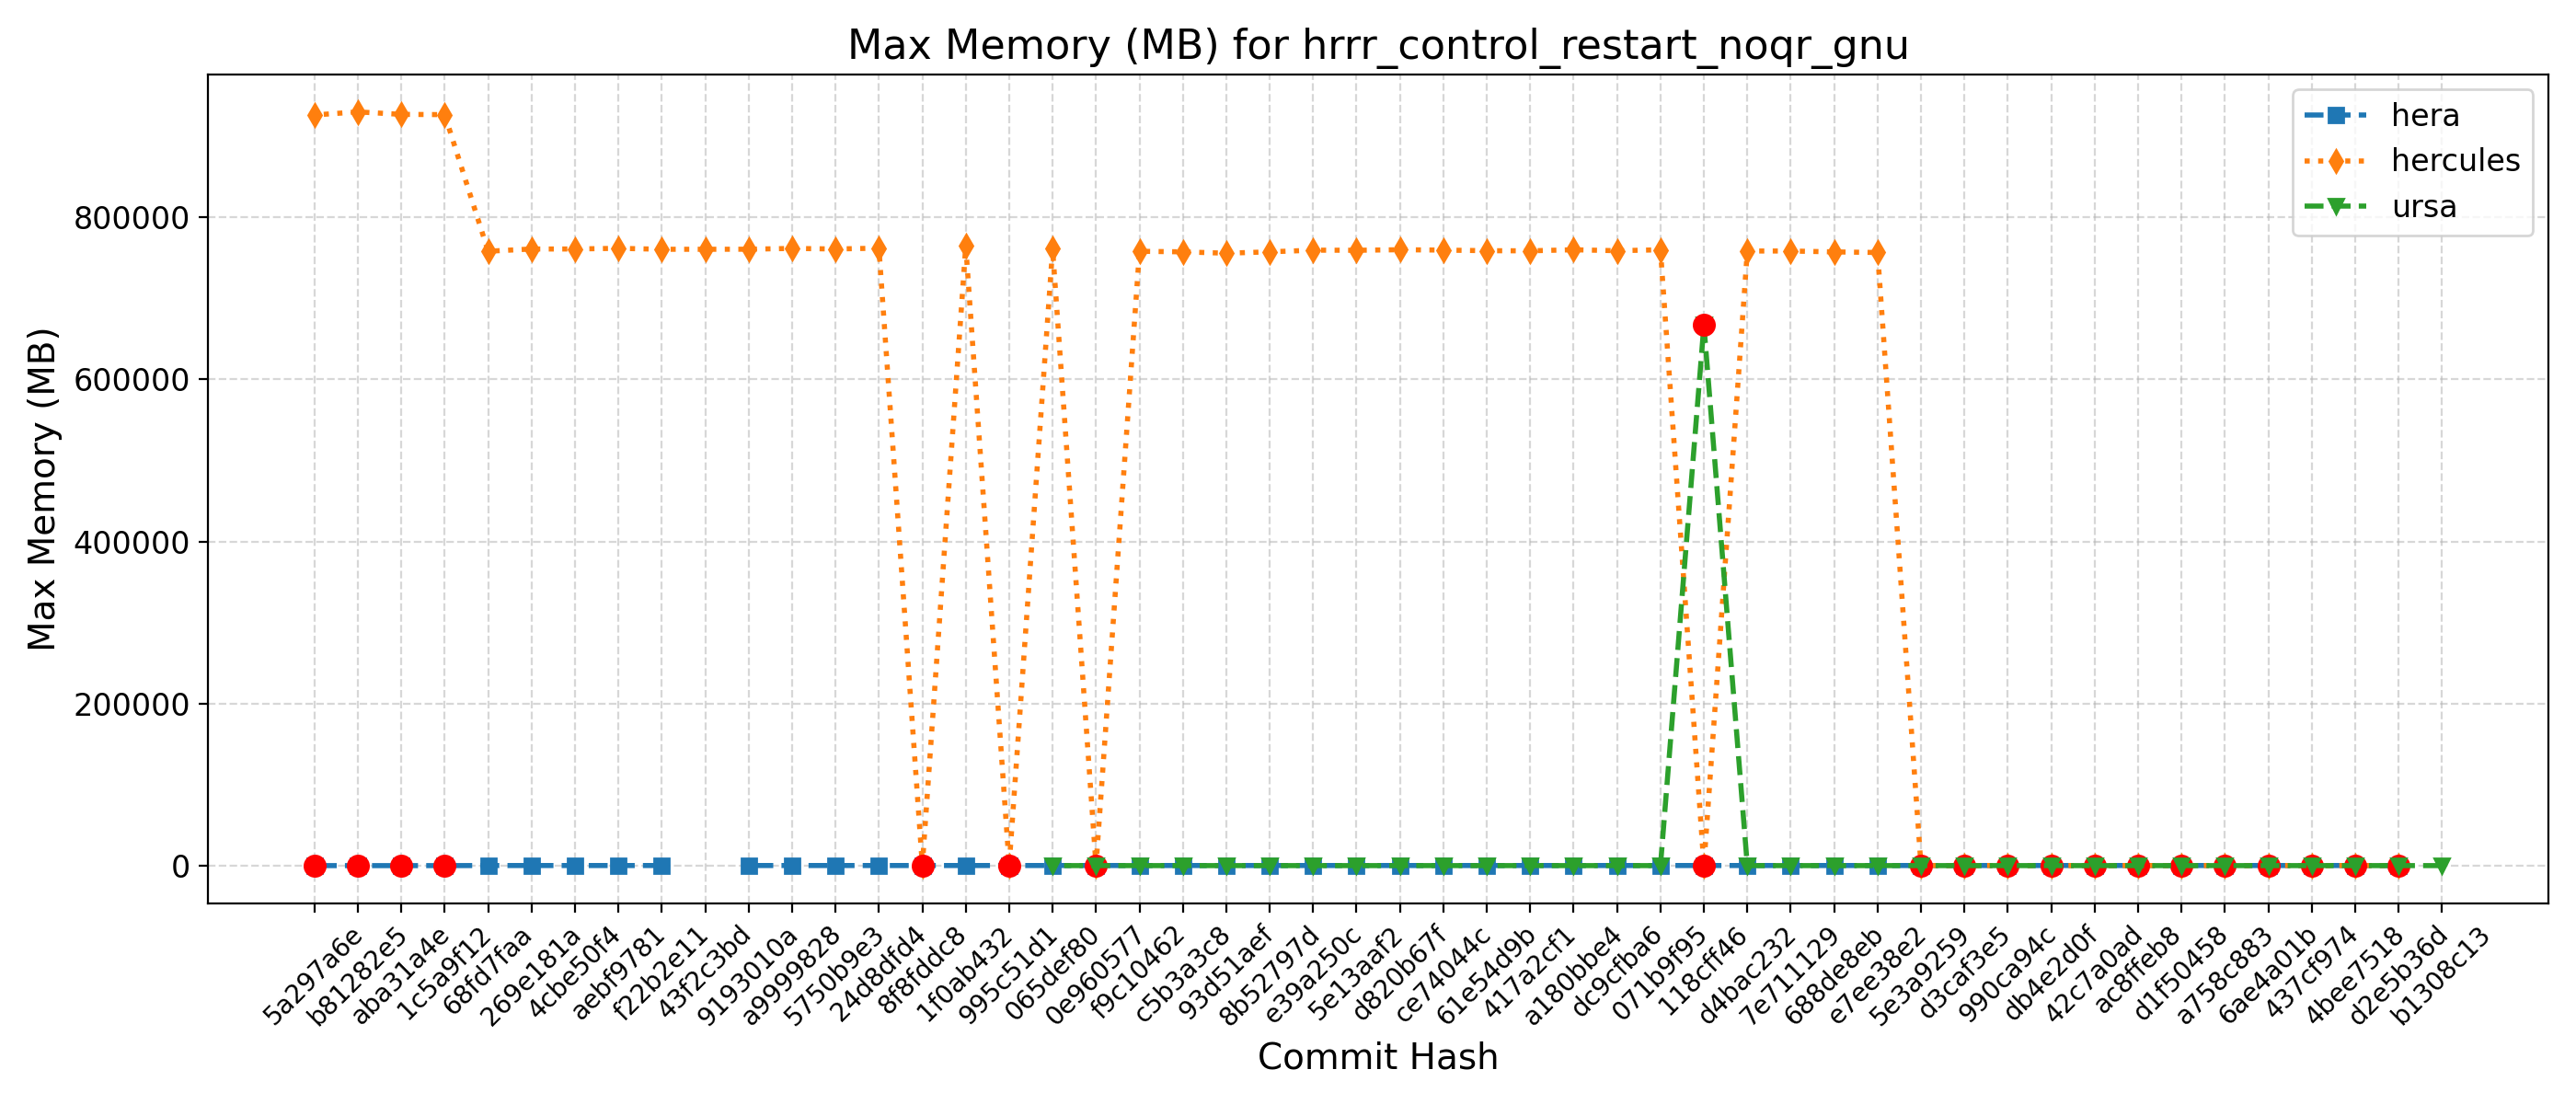 Max Memory (MB) for hrrr_control_restart_noqr_gnu
hera
hercules
ursa
Max Memory (MB)
800000
600000
400000
200000
0
5a297a6e
b81282e5
aba31a4e
1c5a9f12
68fd7faa
269e181a
4cbe50f4
aebf9781
f22b2e11
43f2c3bd
9193010a
a9999828
5750b9e3
24d8dfd4
8f8fddc8
1f0ab432
995c51d1
065def80
0e960577
f9c10462
c5b3a3c8
93d51aef
8b52797d
e39a250c
5e13aaf2
d820b67f
ce74044c
61e54d9b
417a2cf1
a180bbe4
dc9cfba6
071b9f95
118cff46
d4bac232
7e711129
688de8eb
e7ee38e2
5e3a9259
d3caf3e5
990ca94c
db4e2d0f
42c7a0ad
ac8ffeb8
d1f50458
a758c883
6ae4a01b
437cf974
4bee7518
d2e5b36d
b1308c13
Commit Hash